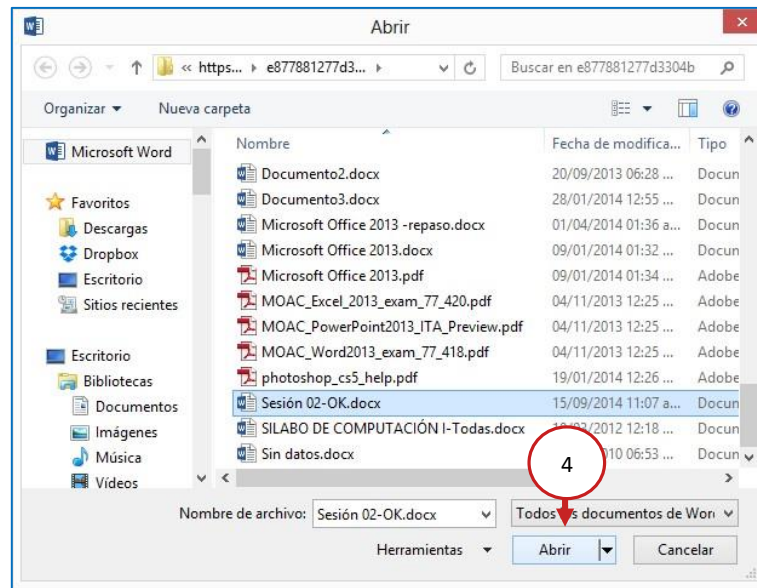 Abrir
« https... ▸ e877881277d3... ▸ Buscar en e877881277d3304b
Organizar Nueva carpeta
Microsoft Word
Favoritos
Descargas
Dropbox
Escritorio
Sitios recientes
Escritorio
Bibliotecas
Documentos
Imágenes
Música
Vídeos
Nombre Fecha de modifica... Tipo
Documento2.docx 20/09/2013 06:28 ... Docun
Documento3.docx 28/01/2014 12:55 ... Docun
Microsoft Office 2013 -repaso.docx 01/04/2014 01:36 a... Docun
Microsoft Office 2013.docx 09/01/2014 01:32 ... Docun
Microsoft Office 2013.pdf 09/01/2014 01:34 ... Adobe
MOAC_Excel_2013_exam_77_420.pdf 04/11/2013 12:25 ... Adobe
MOAC_PowerPoint2013_ITA_Preview.pdf 04/11/2013 12:25 ... Adobe
MOAC_Word2013_exam_77_418.pdf 04/11/2013 12:25 ... Adobe
photoshop_cs5_help.pdf 19/01/2014 12:26 ... Adobe
Sesión 02-OK.docx 15/09/2014 11:07 a... Docun
SILABO DE COMPUTACIÓN I-Todas.docx 12:18 ... Docun
Sin datos.docx 06:53 ... Docun
4
Nombre de archivo: Sesión 02-OK.docx documentos de Wor
Herramientas Abrir Cancelar